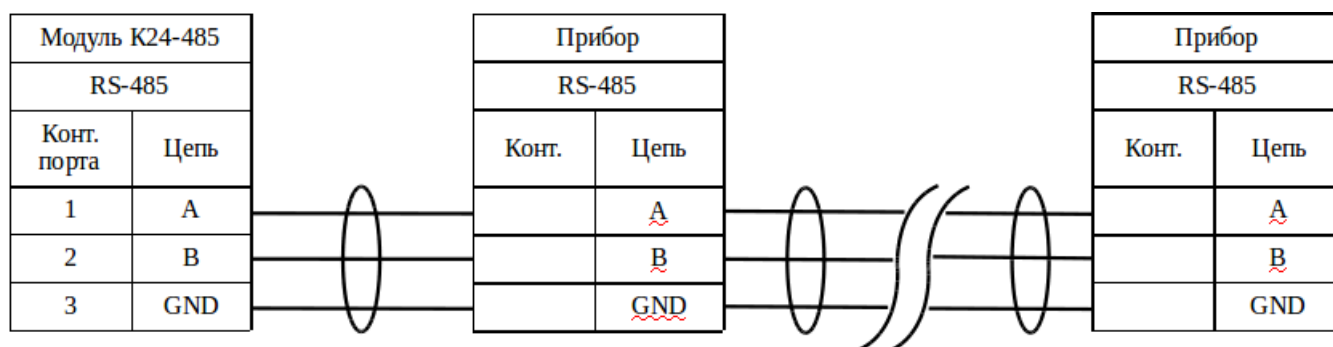 Модуль К24-485
RS-485
Конт. порта Цепь
1 A
2 B
3 GND
Прибор
RS-485
Конт. Цепь
A
B
GND
Прибор
RS-485
Конт. Цепь
A
B
GND